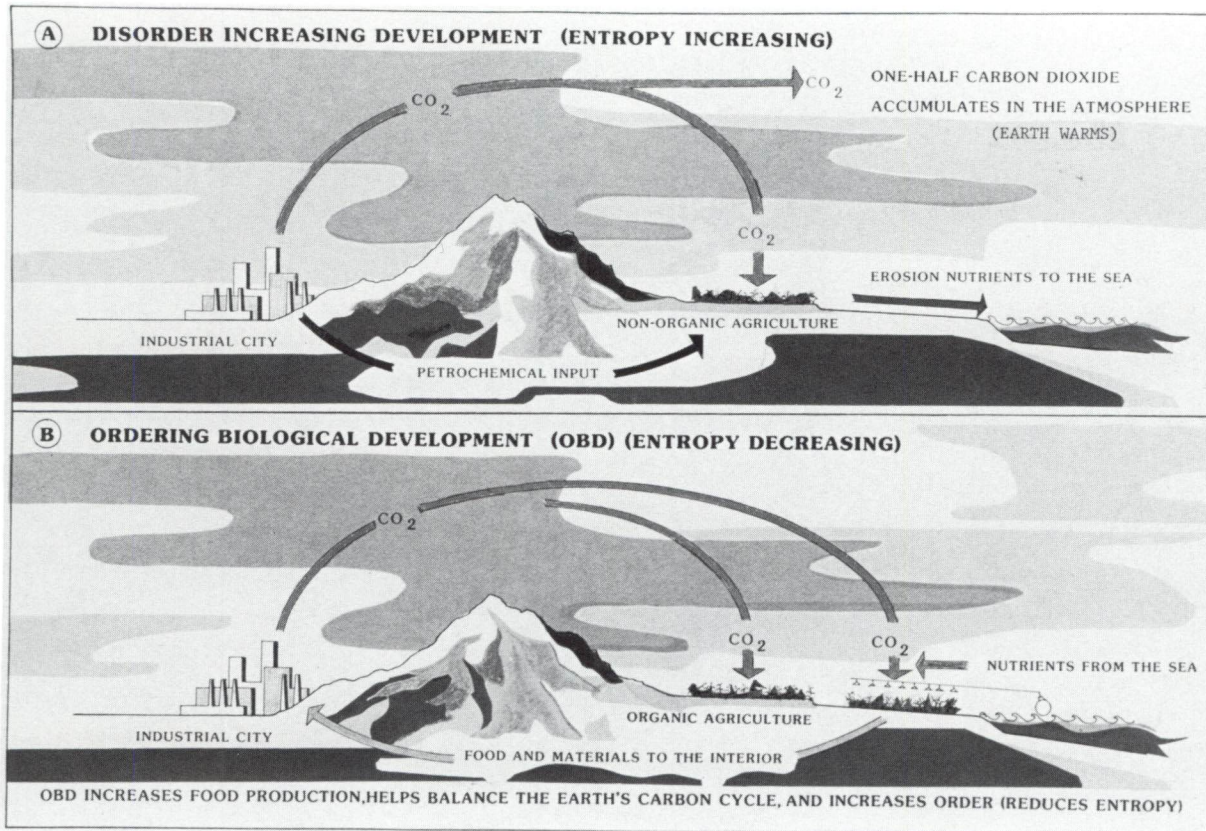 A DISORDER INCREASING DEVELOPMENT (ENTROPY INCREASING)
CO2
CO2
ONE-HALF CARBON DIOXIDE
ACCUMULATES IN THE ATMOSPHERE
(EARTH WARMS)
CO2
EROSION NUTRIENTS TO THE SEA
NON-ORGANIC AGRICULTURE
INDUSTRIAL CITY
PETROCHEMICAL INPUT
B ORDERING BIOLOGICAL DEVELOPMENT (OBD) (ENTROPY DECREASING)
CO2
CO2
CO2
NUTRIENTS FROM THE SEA
ORGANIC AGRICULTURE
INDUSTRIAL CITY
FOOD AND MATERIALS TO THE INTERIOR
OBD INCREASES FOOD PRODUCTION,HELPS BALANCE THE EARTH'S CARBON CYCLE, AND INCREASES ORDER (REDUCES ENTROPY)